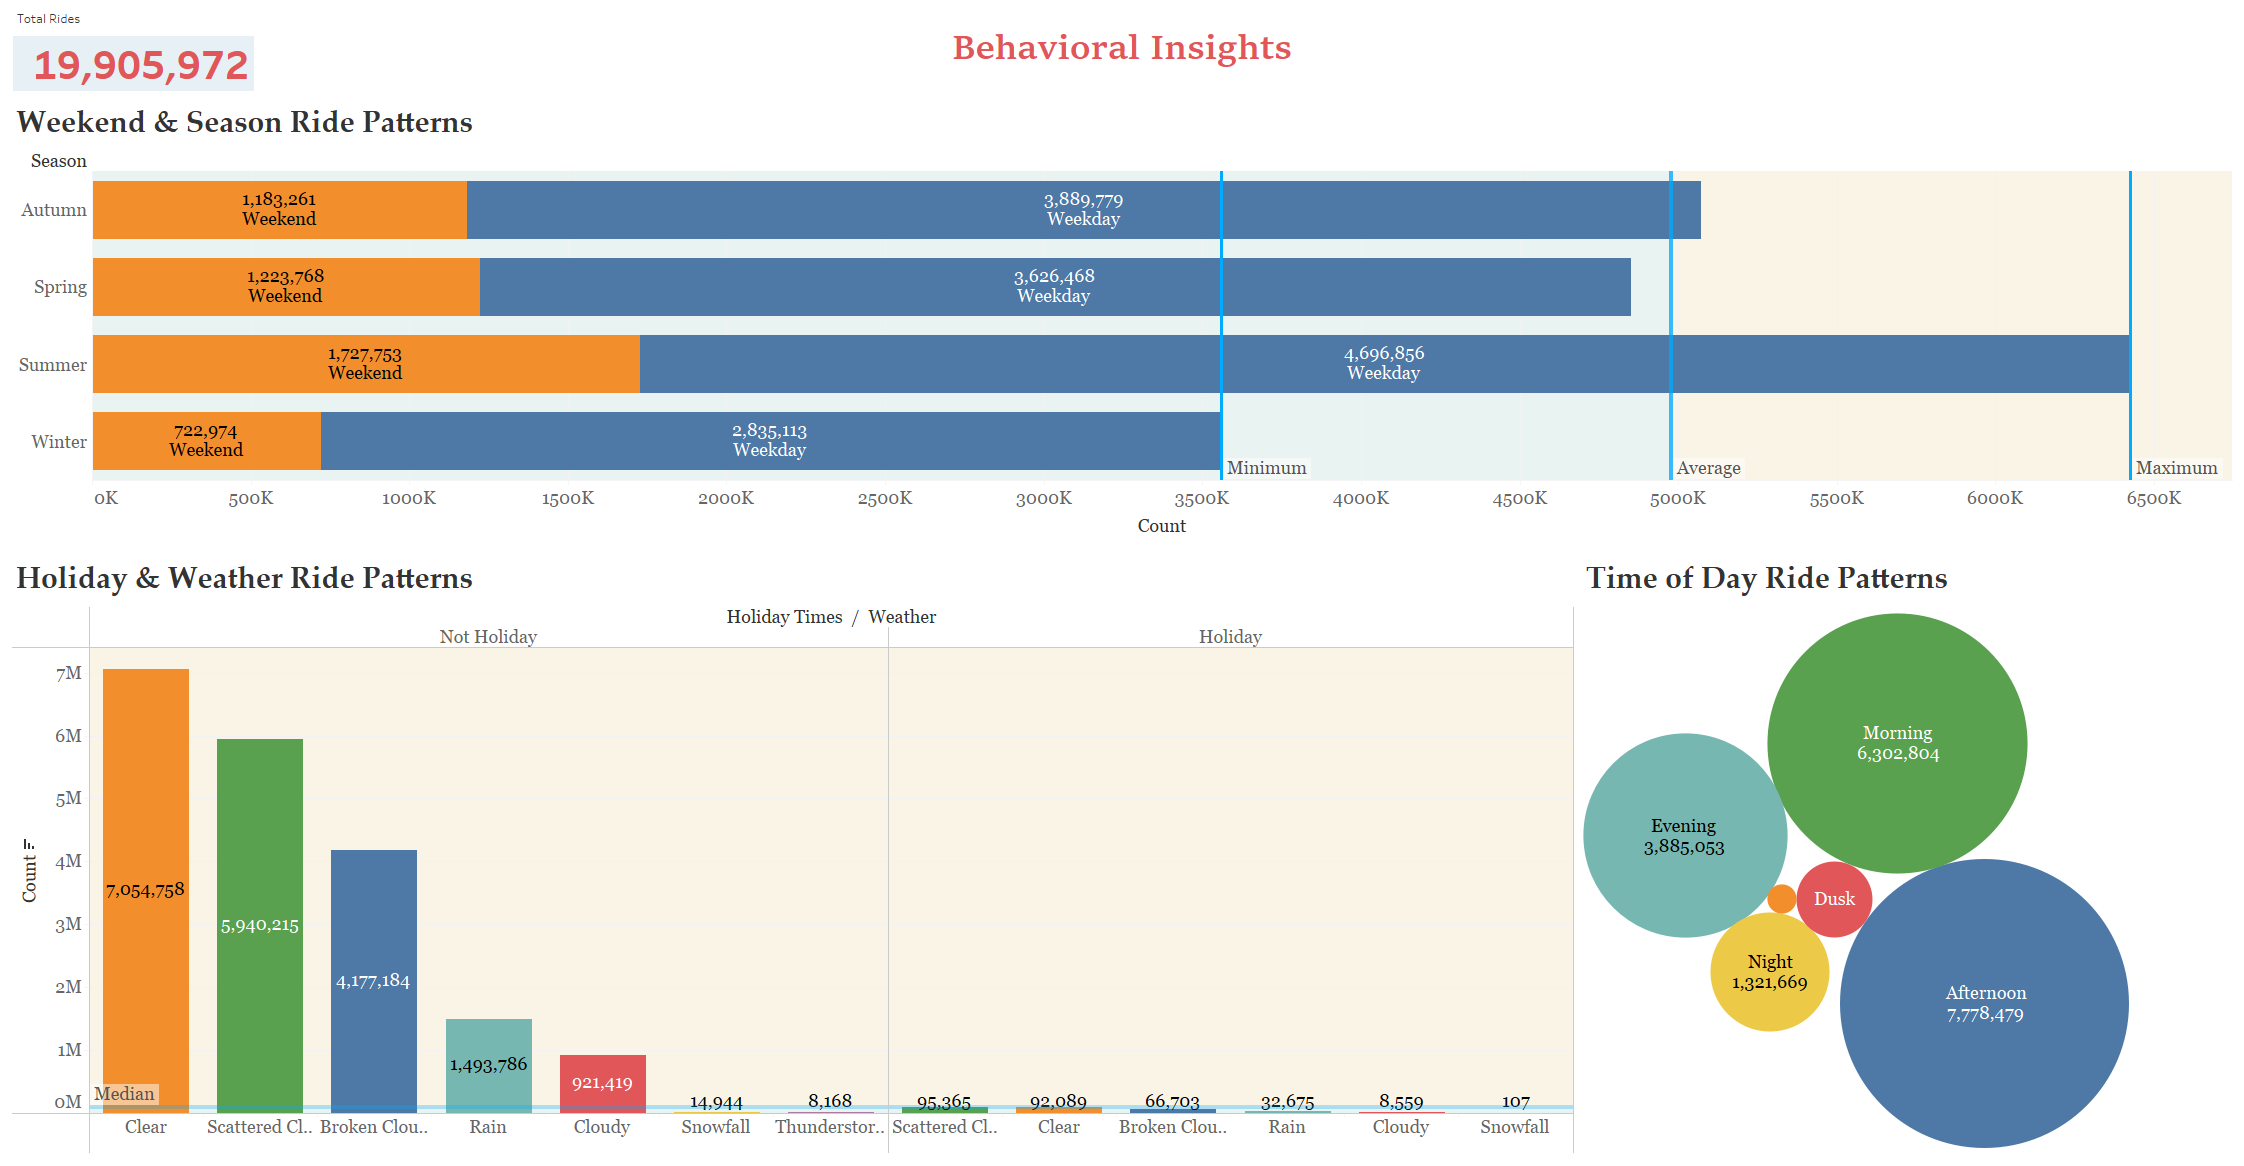 Total Rides
19,905,972
Behavioral Insights
Weekend & Season Ride Patterns
Season
Autumn
1,183,261
Weekend
3,889,779
Weekday
Spring
1,223,768
Weekend
3,626,468
Weekday
Summer
1,727,753
Weekend
4,696,856
Weekday
Winter
722,974
Weekend
2,835,113
Weekday
Minimum
Average
Maximum
0K 500K 1000K 1500K 2000K 2500K 3000K 3500K 4000K 4500K 5000K 5500K 6000K 6500K
Count
Holiday & Weather Ride Patterns
Holiday Times / Weather
Not Holiday Holiday
7M
6M
5M
4M
3M
2M
1M
0M
Count
7,054,758
5,940,215
4,177,184
1,493,786
921,419
14,944
8,168
95,365
92,089
66,703
32,675
8,559
107
Median
Clear Scattered Cl.. Broken Clou.. Rain Cloudy Snowfall Thunderstor.. Scattered Cl.. Clear Broken Clou.. Rain Cloudy Snowfall
Time of Day Ride Patterns
Morning
6,302,804
Evening
3,885,053
Dusk
Night
1,321,669
Afternoon
7,778,479